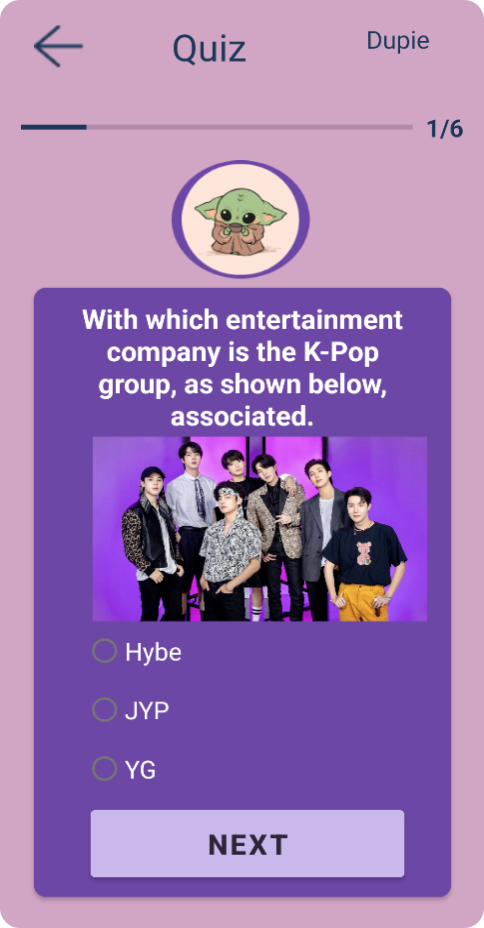 Quiz
Dupie
1/6
With which entertainment
company is the K-Pop
group, as shown below,
associated.
Hybe
JYP
YG
NEXT